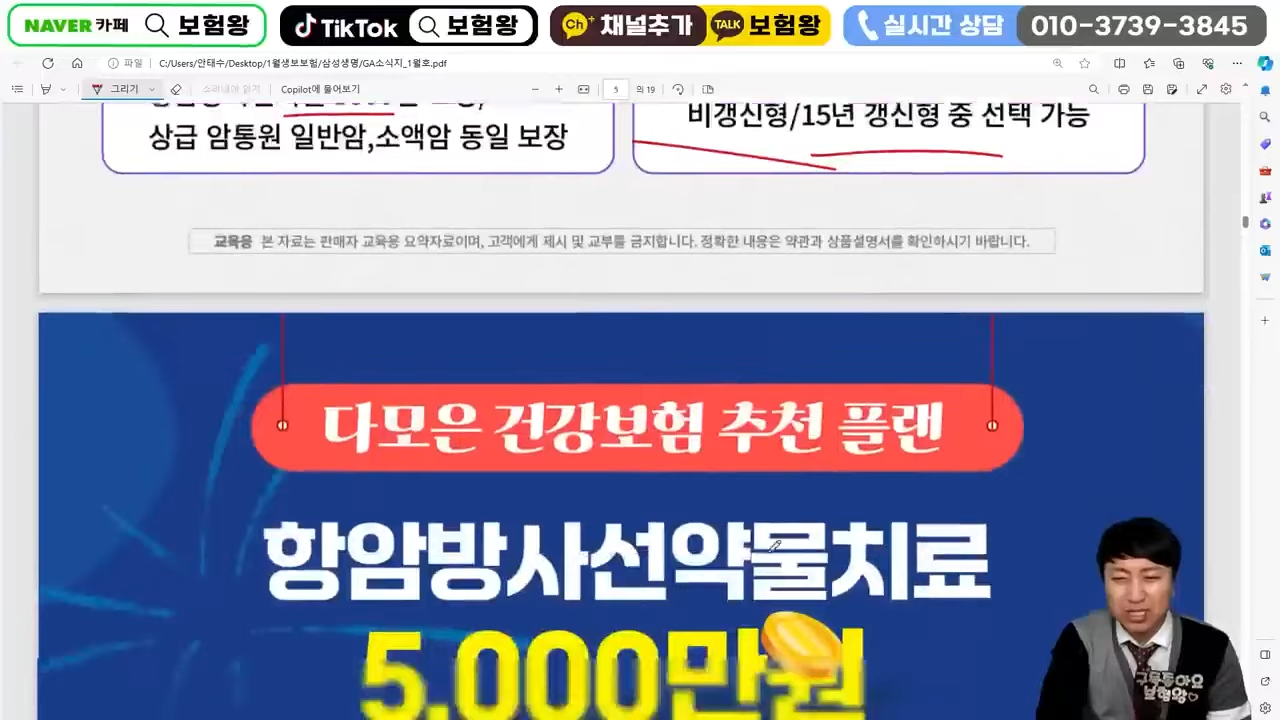 NAVER 카페 보험왕
TikTok 보험왕
Ch+ 채널추가 TALK 보험왕
실시간 상담 010-3739-3845
파일 C:/Users/안태수/Desktop/1월생보보험/삼성생명/GA소식지_1월호.pdf
그리기 소리내어 읽기 Copilot에 물어보기 5 의 19
상급 암통원 일반암,소액암 동일 보장
비갱신형/15년 갱신형 중 선택 가능
교육용 본 자료는 판매자 교육용 요약자료이며, 고객에게 제시 및 교부를 금지합니다. 정확한 내용은 약관과 상품설명서를 확인하시기 바랍니다.
다모은 건강보험 추천 플랜
항암방사선약물치료
5,000만원
구독좋아요
보험왕♡